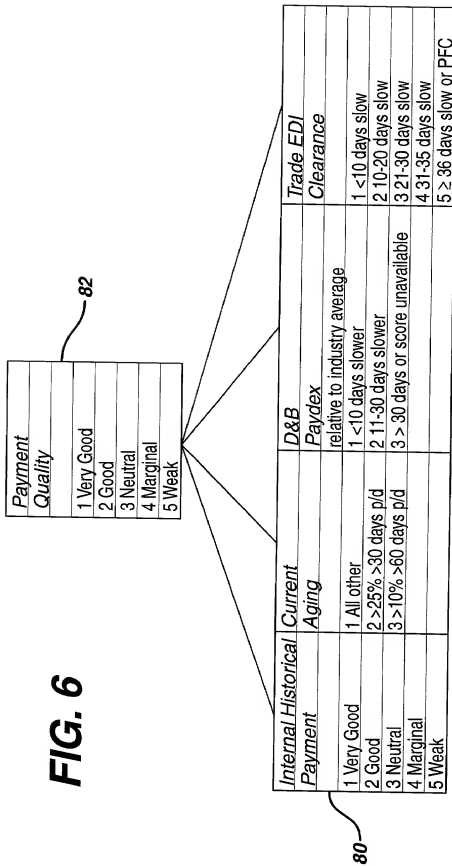 FIG. 6
Payment
Quality
1 Very Good
2 Good
3 Neutral
4 Marginal
5 Weak
82
80
Internal Historical
Payment
1 Very Good
2 Good
3 Neutral
4 Marginal
5 Weak
Current
Aging
1 All other
2 >25% >30 days p/d
3 >10% >60 days p/d
D&B
Paydex
relative to industry average
1 <10 days slower
2 11-30 days slower
3 > 30 days or score unavailable
Trade EDI
Clearance
1 <10 days slow
2 10-20 days slow
3 21-30 days slow
4 31-35 days slow
5 ≥ 36 days slow or PFC